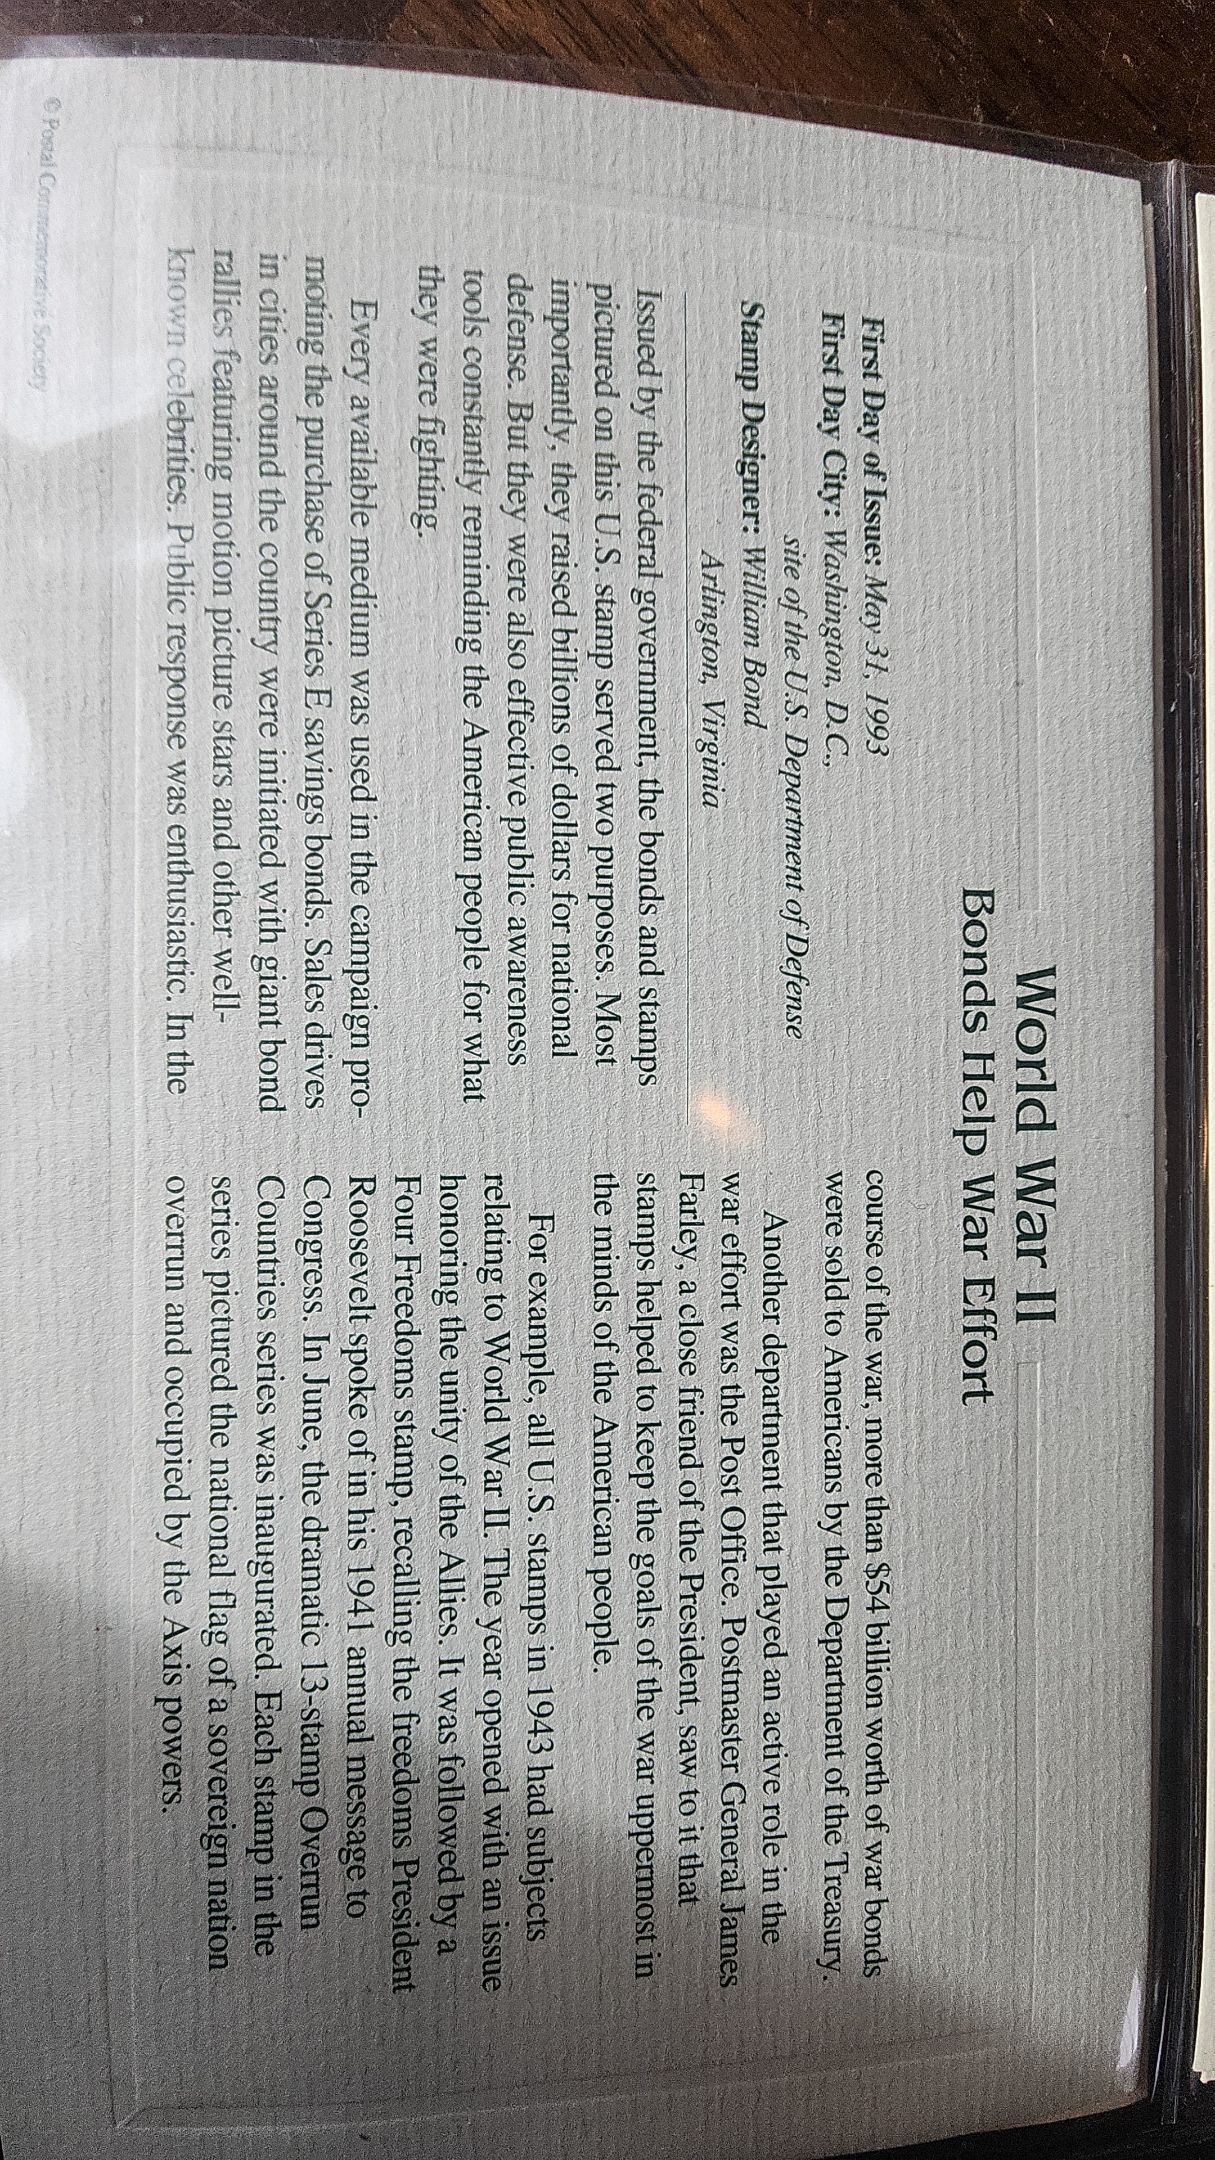 World War II
Bonds Help War Effort
First Day of Issue: May 31, 1993
First Day City: Washington, D.C.,
site of the U.S. Department of Defense
Stamp Designer: William Bond
Arlington, Virginia
Issued by the federal government, the bonds and stamps
pictured on this U.S. stamp served two purposes. Most
importantly, they raised billions of dollars for national
defense. But they were also effective public awareness
tools constantly reminding the American people for what
they were fighting.
Every available medium was used in the campaign pro-
moting the purchase of Series E savings bonds. Sales drives
in cities around the country were initiated with giant bond
rallies featuring motion picture stars and other well-
known celebrities. Public response was enthusiastic. In the
course of the war, more than $54 billion worth of war bonds
were sold to Americans by the Department of the Treasury.
Another department that played an active role in the
war effort was the Post Office. Postmaster General James
Farley, a close friend of the President, saw to it that
stamps helped to keep the goals of the war uppermost in
the minds of the American people.
For example, all U.S. stamps in 1943 had subjects
relating to World War II. The year opened with an issue
honoring the unity of the Allies. It was followed by a
Four Freedoms stamp, recalling the freedoms President
Roosevelt spoke of in his 1941 annual message to
Congress. In June, the dramatic 13-stamp Overrun
Countries series was inaugurated. Each stamp in the
series pictured the national flag of a sovereign nation
overrun and occupied by the Axis powers.
© Postal Commemorative Society